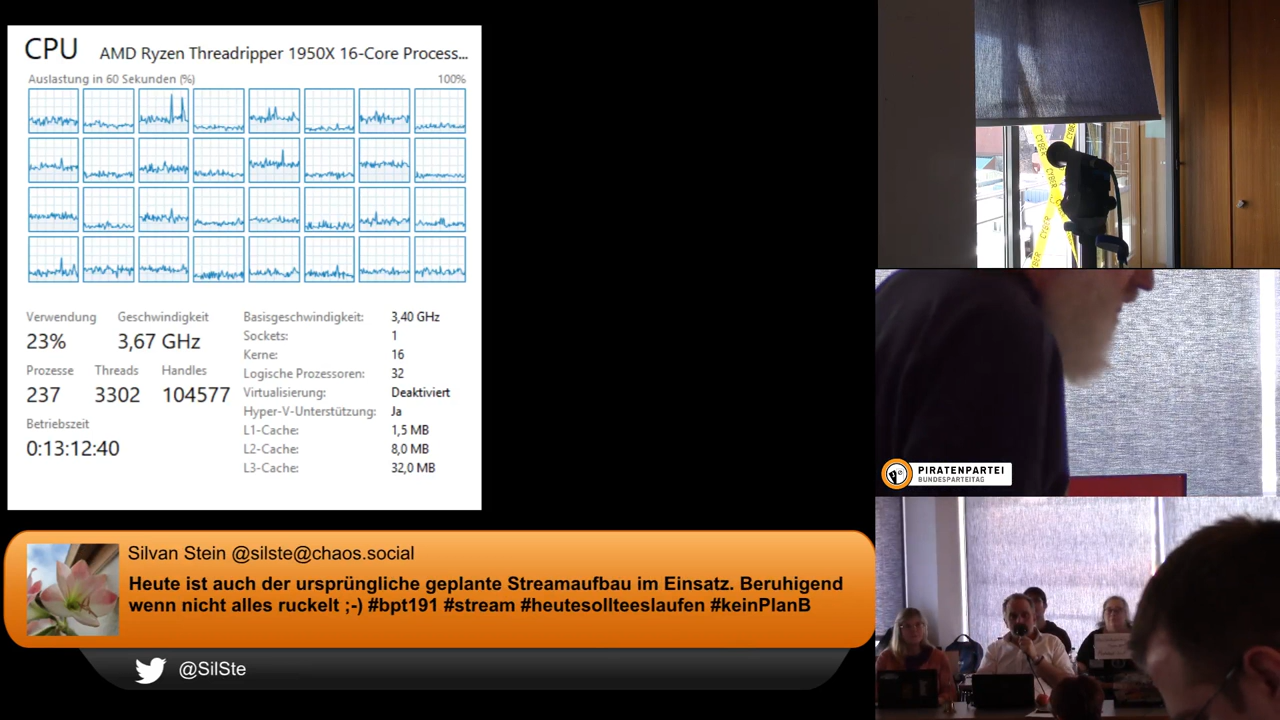 CPU AMD Ryzen Threadripper 1950X 16-Core Process...
Auslastung in 60 Sekunden (%) 100%
Verwendung Geschwindigkeit
23% 3,67 GHz
Prozesse Threads Handles
237 3302 104577
Betriebszeit
0:13:12:40
Basisgeschwindigkeit: 3,40 GHz
Sockets: 1
Kerne: 16
Logische Prozessoren: 32
Virtualisierung: Deaktiviert
Hyper-V-Unterstützung: Ja
L1-Cache: 1,5 MB
L2-Cache: 8,0 MB
L3-Cache: 32,0 MB
Silvan Stein @silste@chaos.social
Heute ist auch der ursprüngliche geplante Streamaufbau im Einsatz. Beruhigend
wenn nicht alles ruckelt ;-) #bpt191 #stream #heutesollteeslaufen #keinPlanB
@SilSte
CYBER
CYBER
CYBER
CYBER
PIRATENPARTEI
BUNDESPARTEITAG